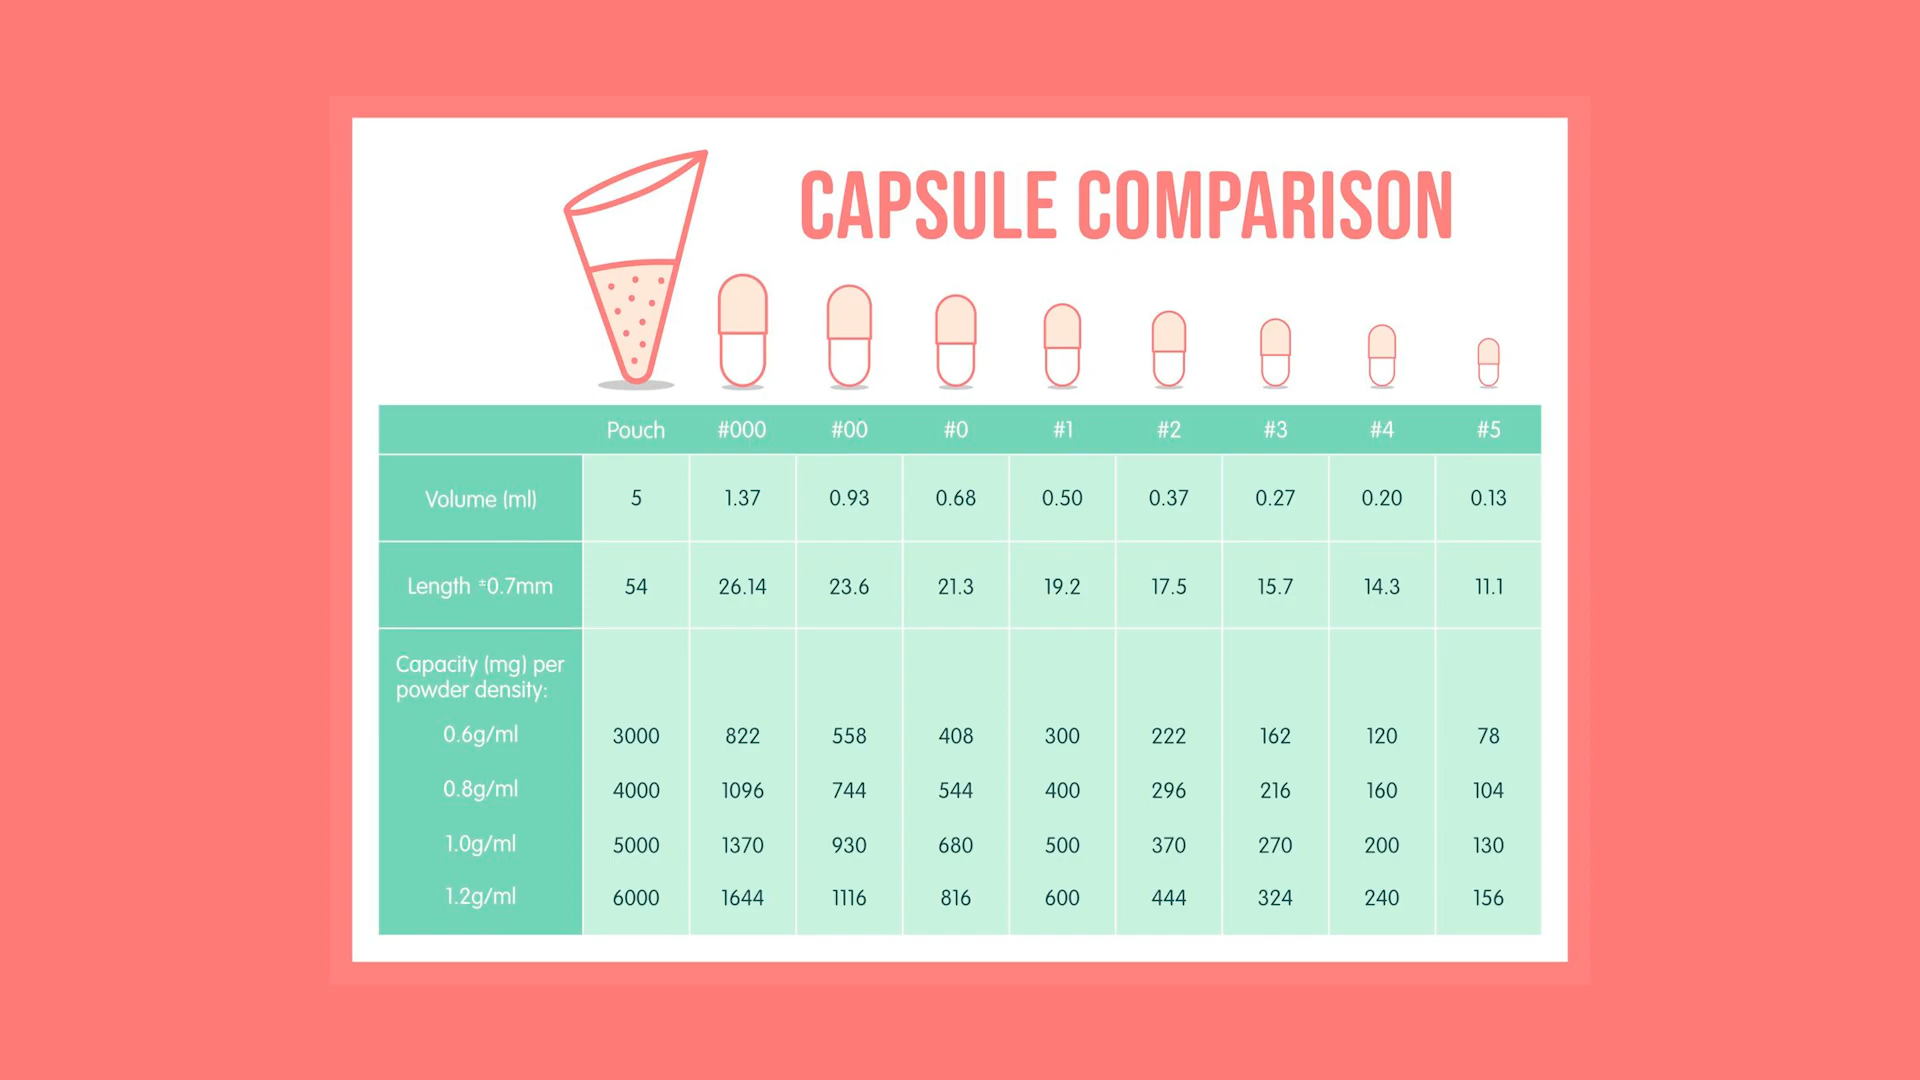 CAPSULE COMPARISON
Pouch #000 #00 #0 #1 #2 #3 #4 #5
Volume (ml) 5 1.37 0.93 0.68 0.50 0.37 0.27 0.20 0.13
Length ±0.7mm 54 26.14 23.6 21.3 19.2 17.5 15.7 14.3 11.1
Capacity (mg) per
powder density:
0.6g/ml 3000 822 558 408 300 222 162 120 78
0.8g/ml 4000 1096 744 544 400 296 216 160 104
1.0g/ml 5000 1370 930 680 500 370 270 200 130
1.2g/ml 6000 1644 1116 816 600 444 324 240 156